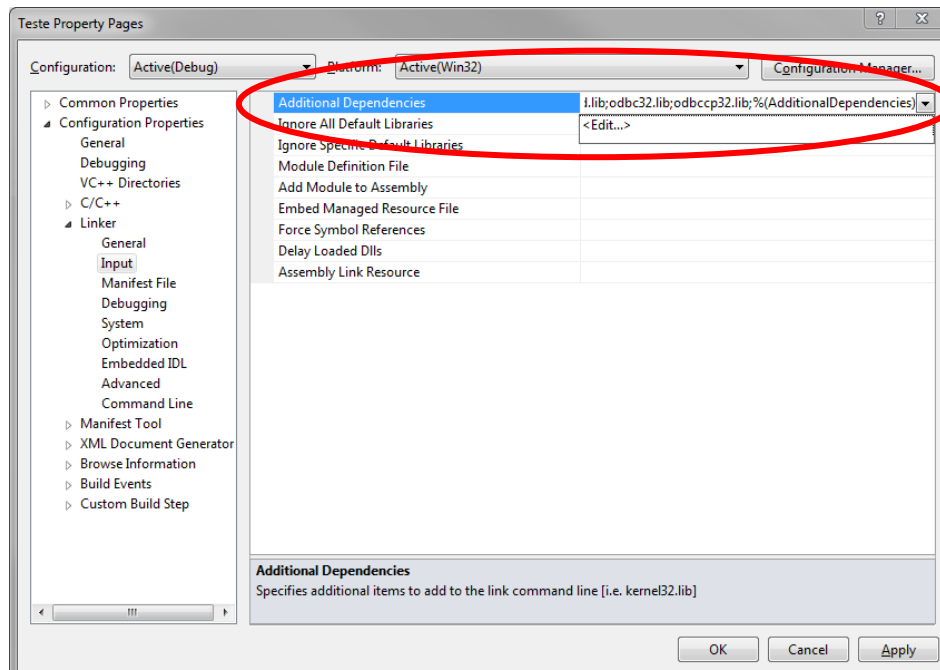 Teste Property Pages
Configuration: Active(Debug) Platform: Active(Win32) Configuration Manager...
Common Properties
Configuration Properties
General
Debugging
VC++ Directories
C/C++
Linker
General
Input
Manifest File
Debugging
System
Optimization
Embedded IDL
Advanced
Command Line
Manifest Tool
XML Document Generator
Browse Information
Build Events
Custom Build Step
Additional Dependencies l.lib;odbc32.lib;odbccp32.lib;%(AdditionalDependencies)
Ignore All Default Libraries <Edit...>
Ignore Specific Default Libraries
Module Definition File
Add Module to Assembly
Embed Managed Resource File
Force Symbol References
Delay Loaded Dlls
Assembly Link Resource
Additional Dependencies
Specifies additional items to add to the link command line [i.e. kernel32.lib]
OK Cancel Apply